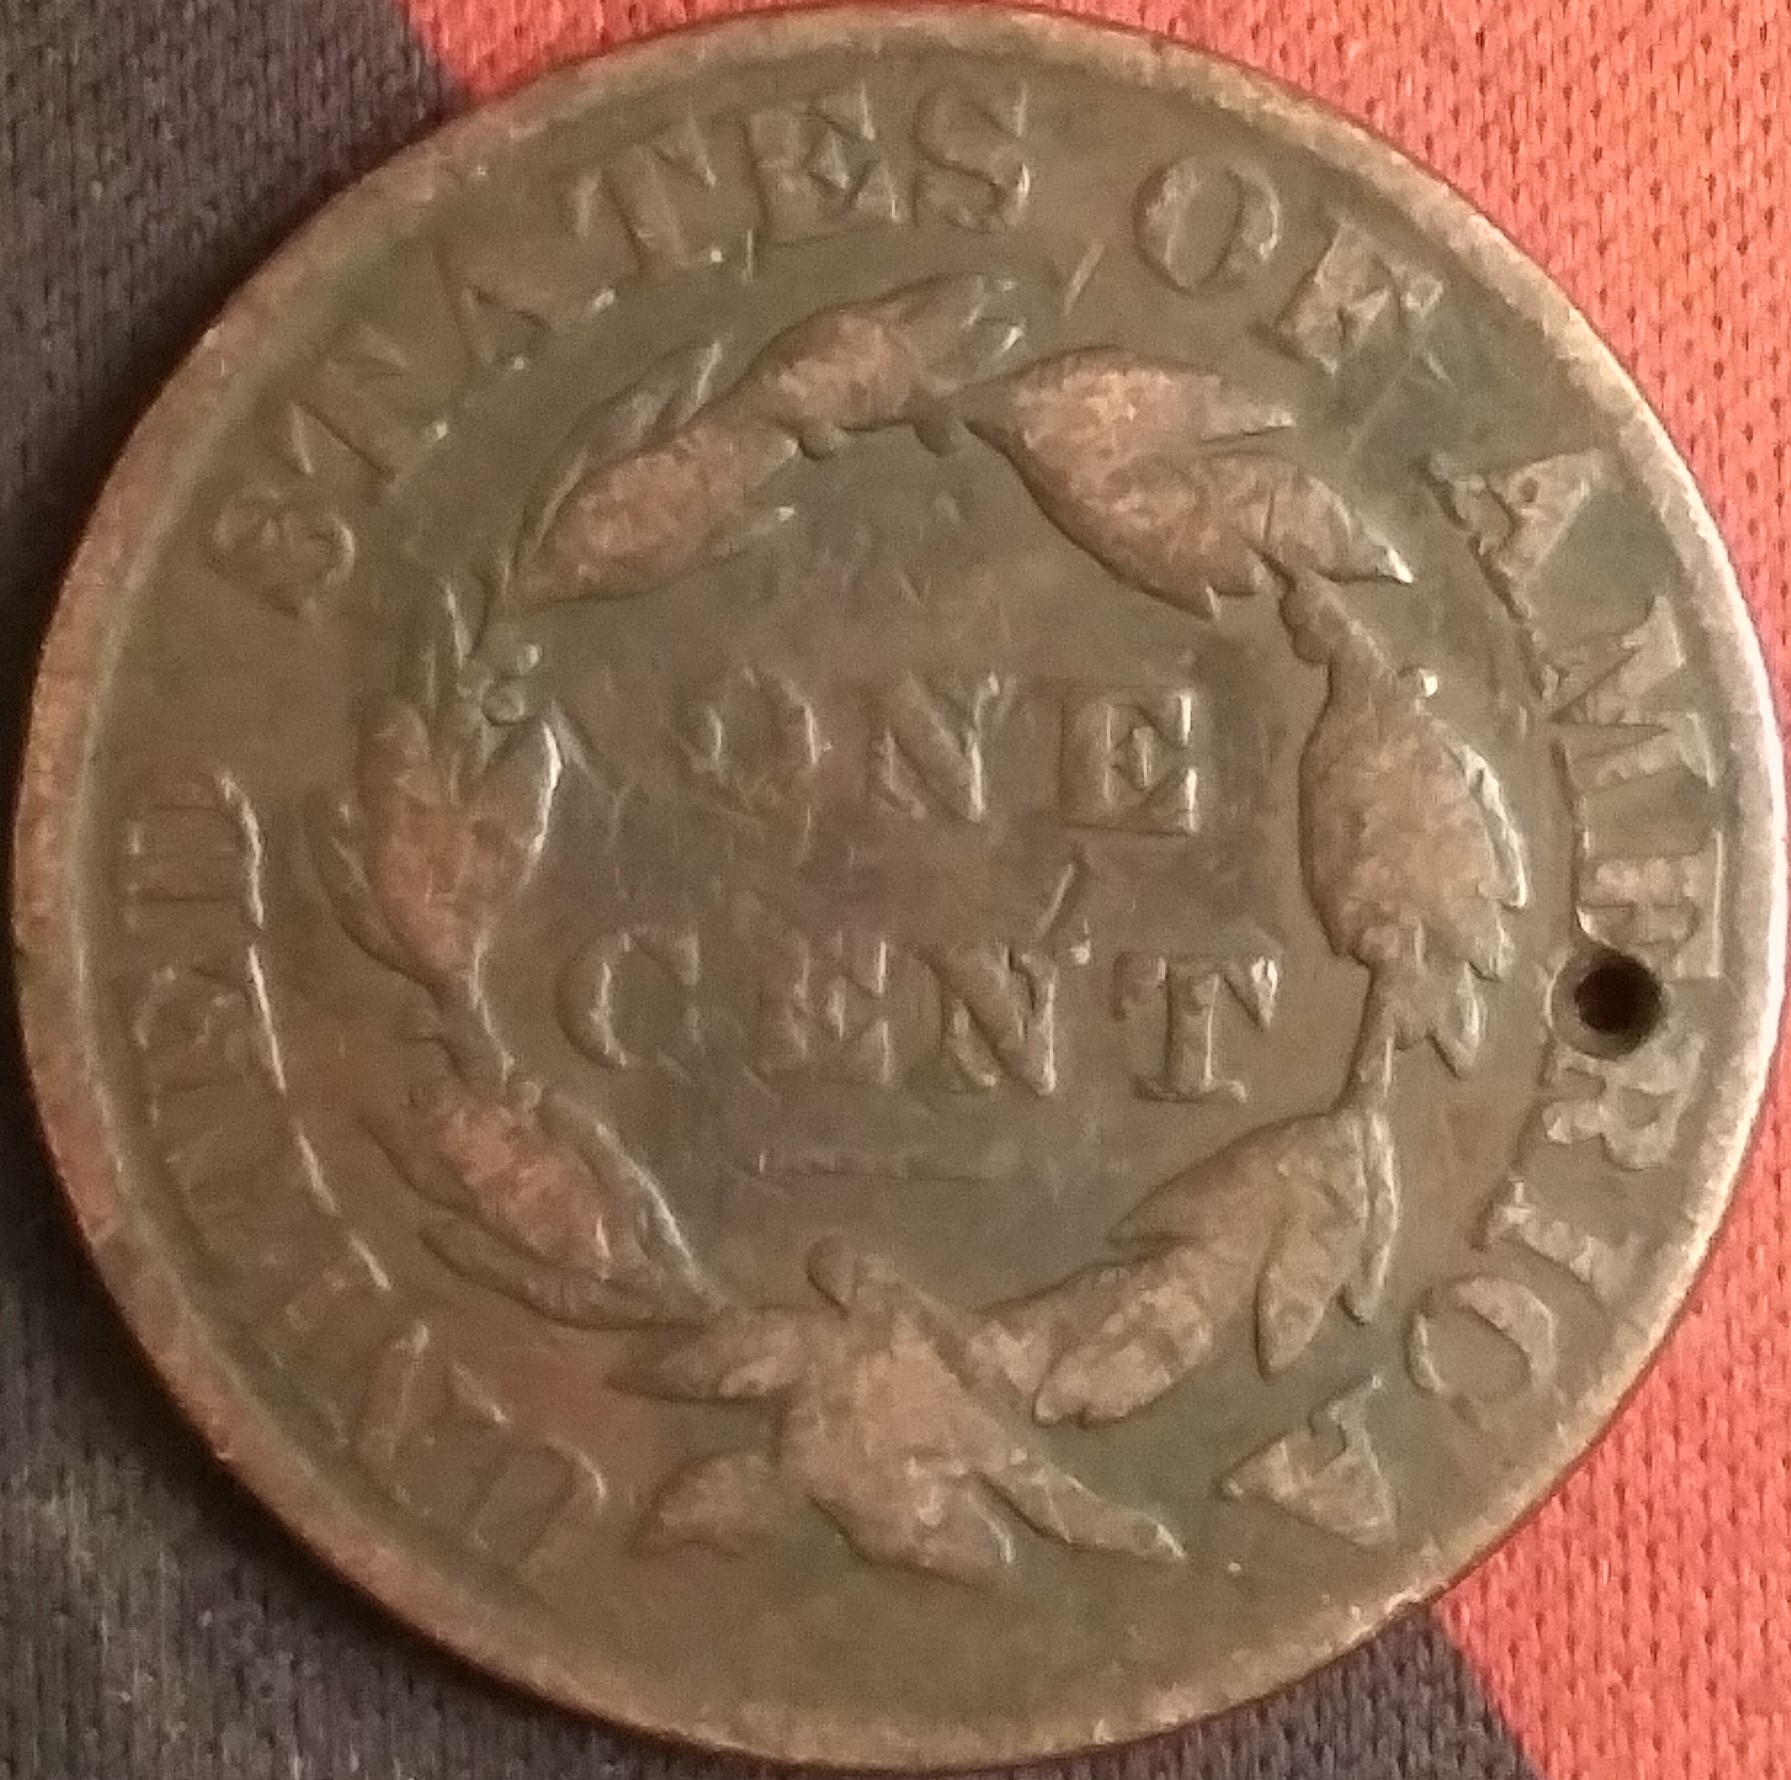 UNITED STATES OF AMERICA
ONE
CENT